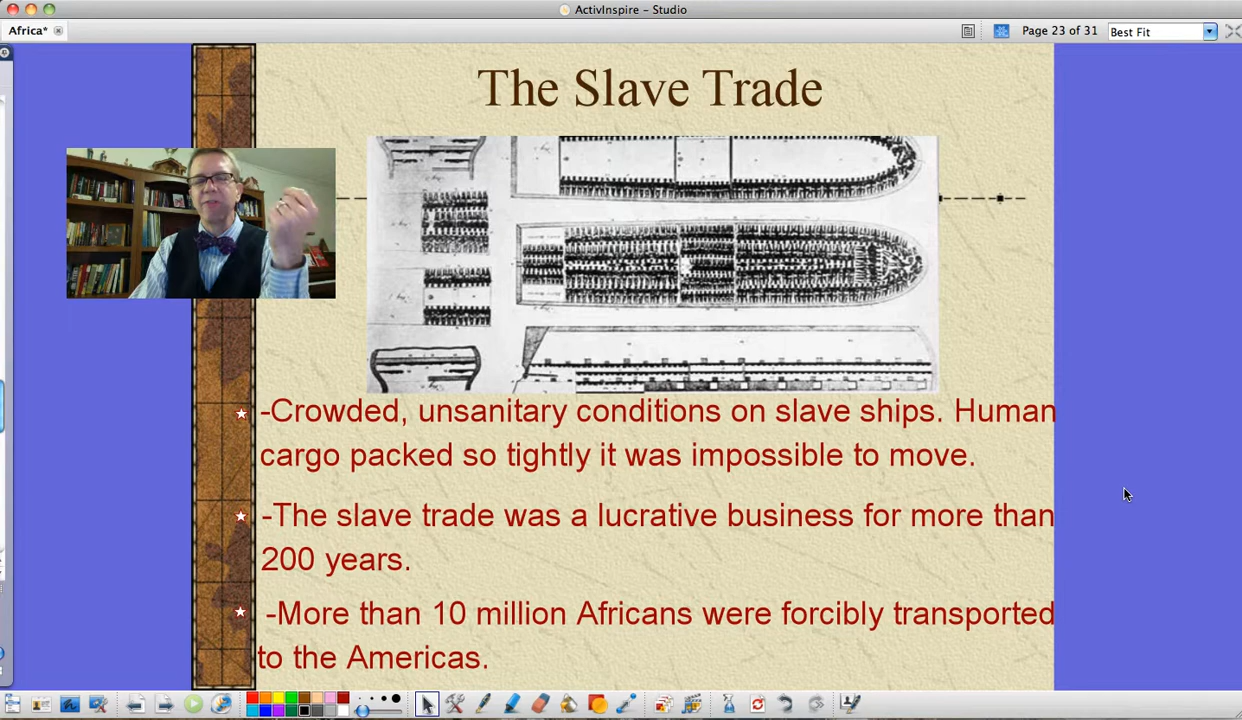 ActivInspire - Studio
Africa*
Page 23 of 31
Best Fit
The Slave Trade
-Crowded, unsanitary conditions on slave ships. Human
cargo packed so tightly it was impossible to move.
-The slave trade was a lucrative business for more than
200 years.
-More than 10 million Africans were forcibly transported
to the Americas.